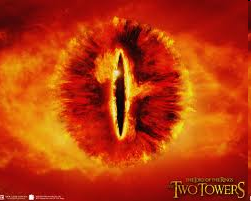 THE LORD OF THE RINGS
THE TWO TOWERS